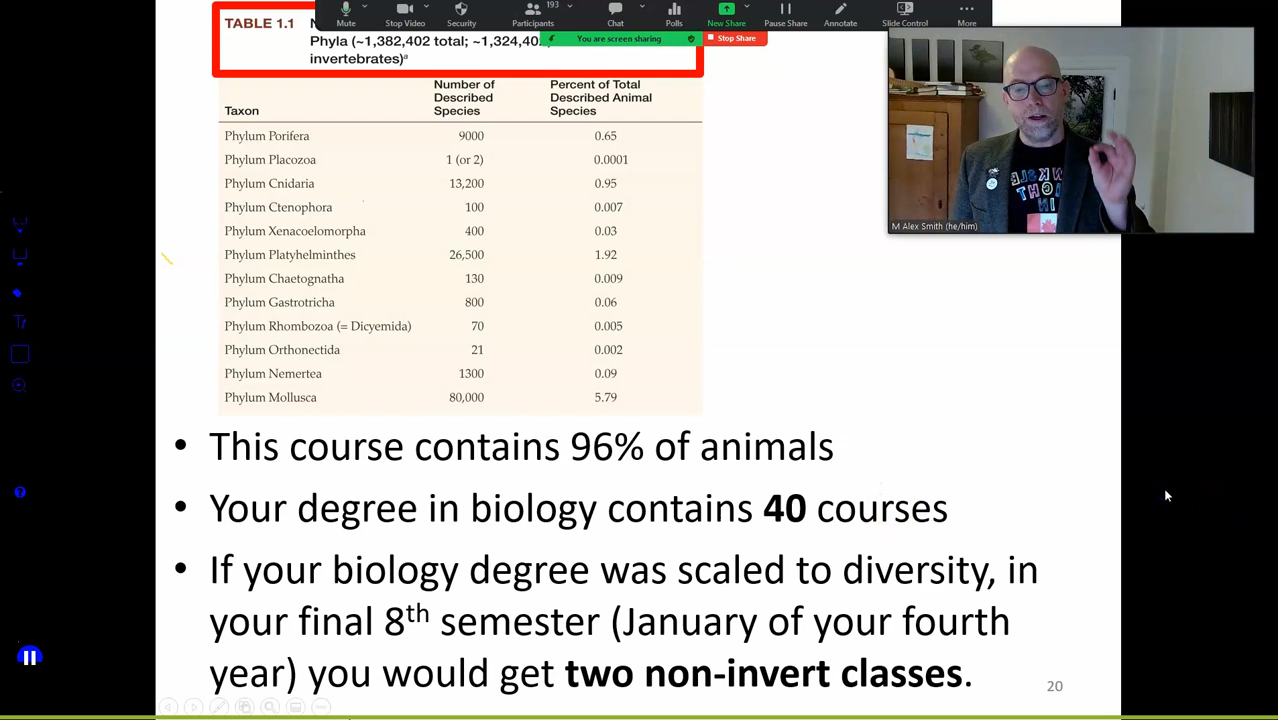 Mute
Stop Video
Security
Participants
193
Chat
Polls
New Share
Pause Share
Annotate
Slide Control
More
You are screen sharing
Stop Share
TABLE 1.1
Phyla (~1,382,402 total;
invertebrates)ᵃ
Number of Percent of Total
Described Described Animal
Taxon Species Species
Phylum Porifera 9000 0.65
Phylum Placozoa 1 (or 2) 0.0001
Phylum Cnidaria 13,200 0.95
Phylum Ctenophora 100 0.007
Phylum Xenacoelomorpha 400 0.03
Phylum Platyhelminthes 26,500 1.92
Phylum Chaetognatha 130 0.009
Phylum Gastrotricha 800 0.06
Phylum Rhombozoa (= Dicyemida) 70 0.005
Phylum Orthonectida 21 0.002
Phylum Nemertea 1300 0.09
Phylum Mollusca 80,000 5.79
M Alex Smith (he/him)
• This course contains 96% of animals
• Your degree in biology contains 40 courses
• If your biology degree was scaled to diversity, in
your final 8th semester (January of your fourth
year) you would get two non-invert classes.
20